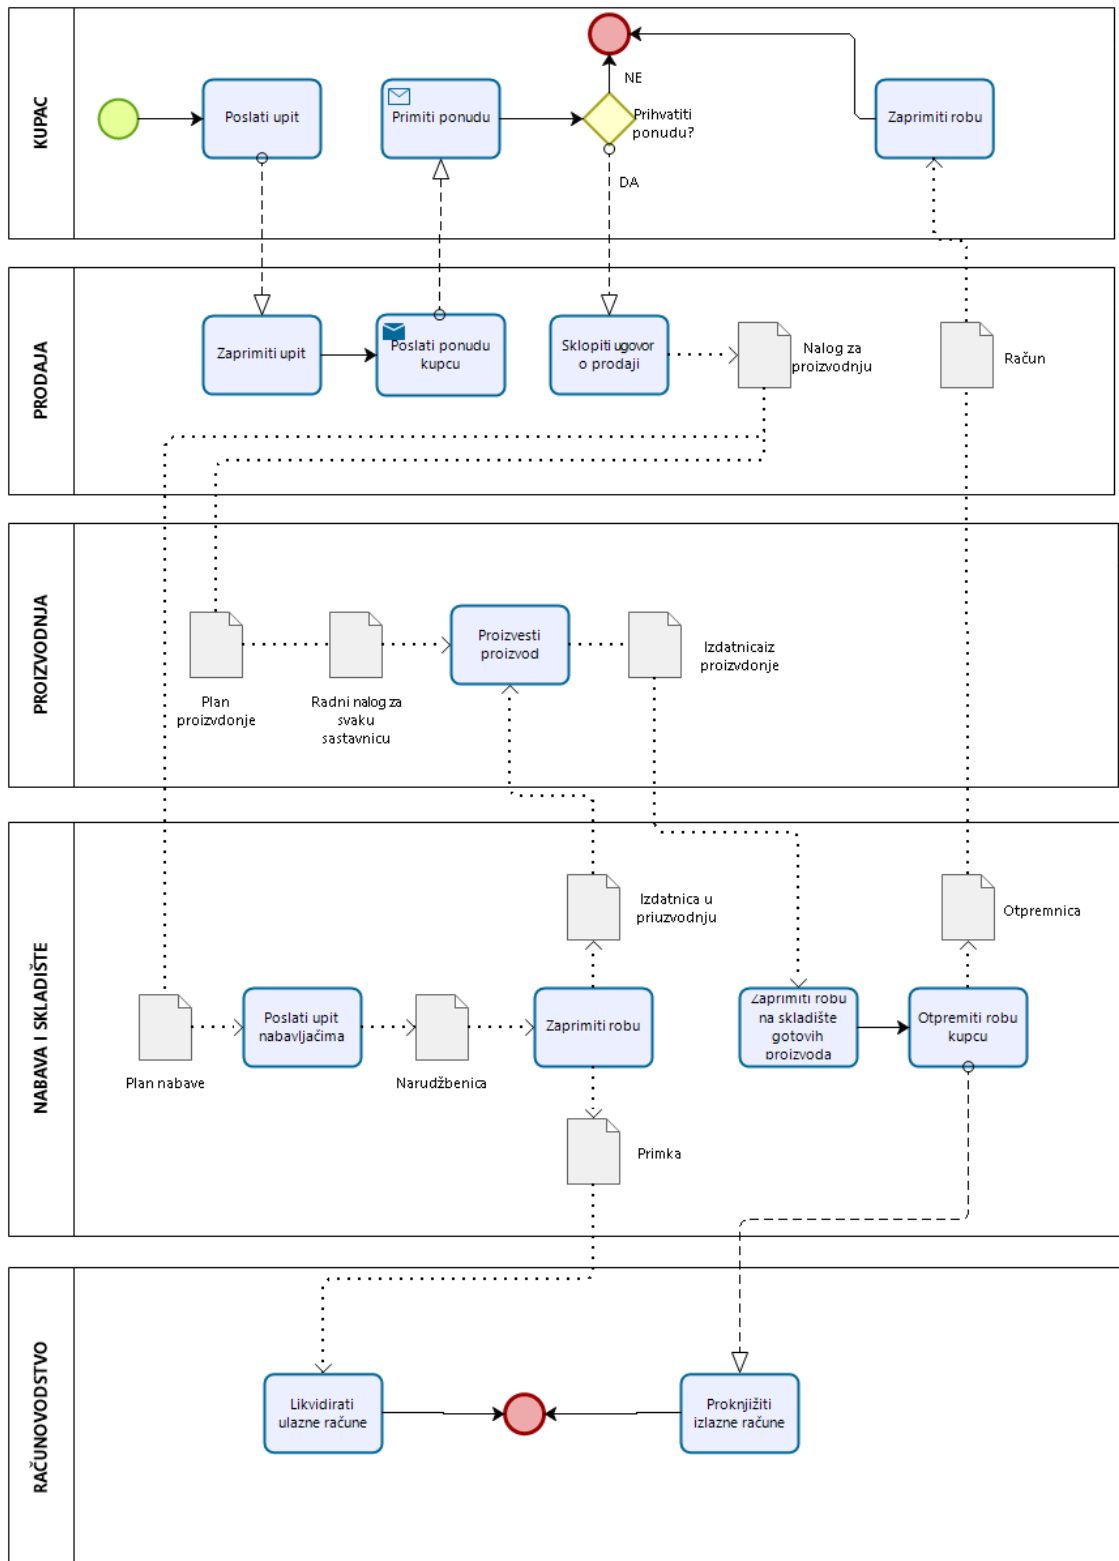 KUPAC
Poslati upit
Primiti ponudu
NE
Prihvatiti
ponudu?
DA
Zaprimiti robu
PRODAJA
Zaprimiti upit
Poslati ponudu
kupcu
Sklopiti ugovor
o prodaji
Nalog za
proizvodnju
Račun
PROIZVODNJA
Plan
proizvdonje
Radni nalog za
svaku
sastavnicu
Proizvesti
proizvod
Izdatnicaiz
proizvdonje
NABAVA I SKLADIŠTE
Plan nabave
Poslati upit
nabavljačima
Narudžbenica
Zaprimiti robu
Izdatnica u
priuzvodnju
Primka
Zaprimiti robu
na skladište
gotovih
proizvoda
Otpremiti robu
kupcu
Otpremnica
RAČUNOVODSTVO
Likvidirati
ulazne račune
Proknjižiti
izlazne račune